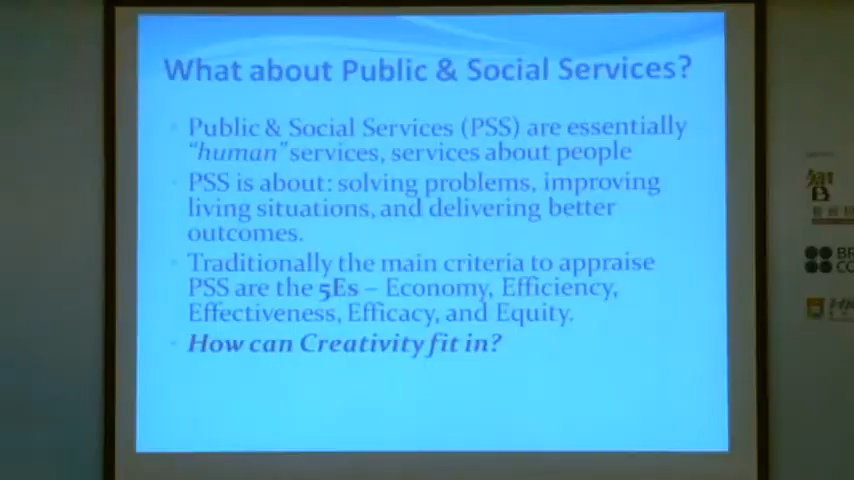 What about Public & Social Services?
Public & Social Services (PSS) are essentially
"human" services, services about people
PSS is about: solving problems, improving
living situations, and delivering better
outcomes.
Traditionally the main criteria to appraise
PSS are the 5Es – Economy, Efficiency,
Effectiveness, Efficacy, and Equity.
How can Creativity fit in?
BR
CO